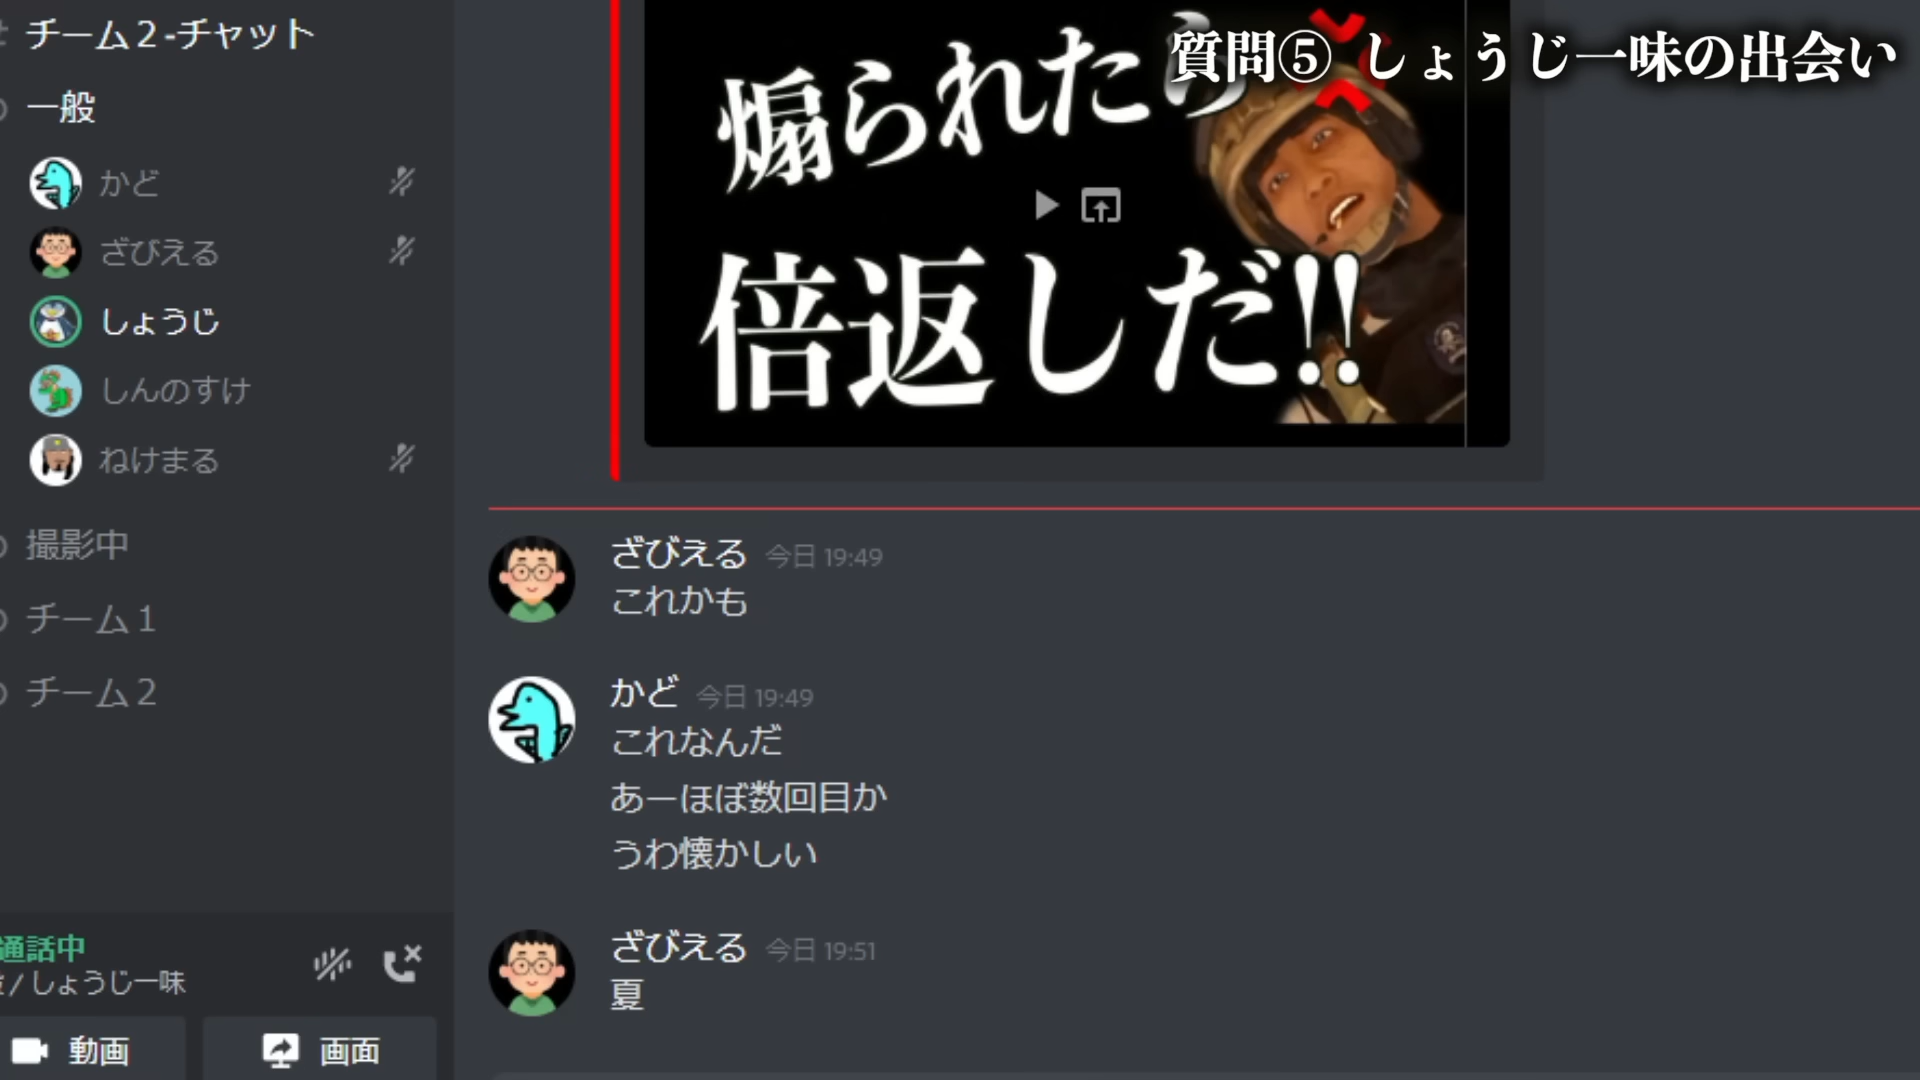 チーム２-チャット
一般
かど
ざびえる
しょうじ
しんのすけ
ねけまる
撮影中
チーム１
チーム２
通話中
/しょうじ一味
動画
画面
質問⑤ しょうじ一味の出会い
煽られたら
倍返しだ!!
ざびえる 今日 19:49
これかも
かど 今日 19:49
これなんだ
あーほぼ数回目か
うわ懐かしい
ざびえる 今日 19:51
夏